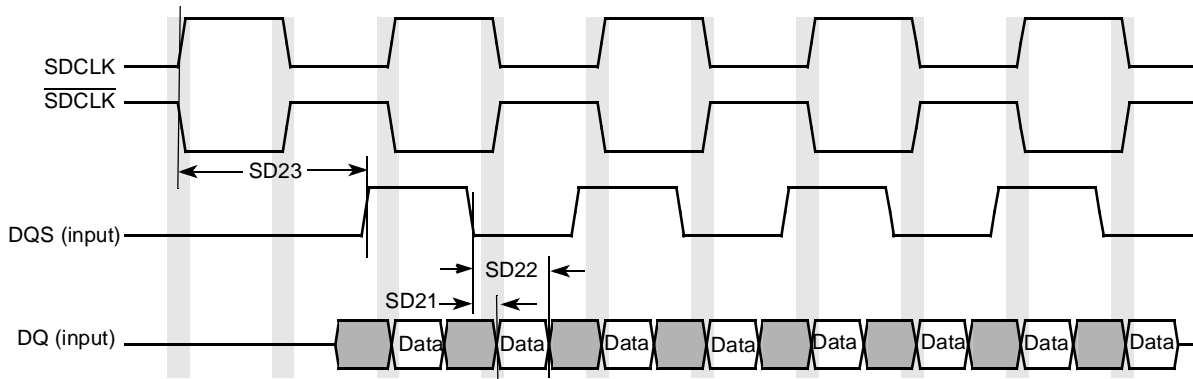 SDCLK
SDCLK
SD23
DQS (input)
SD22
SD21
DQ (input)
Data Data Data Data Data Data Data Data